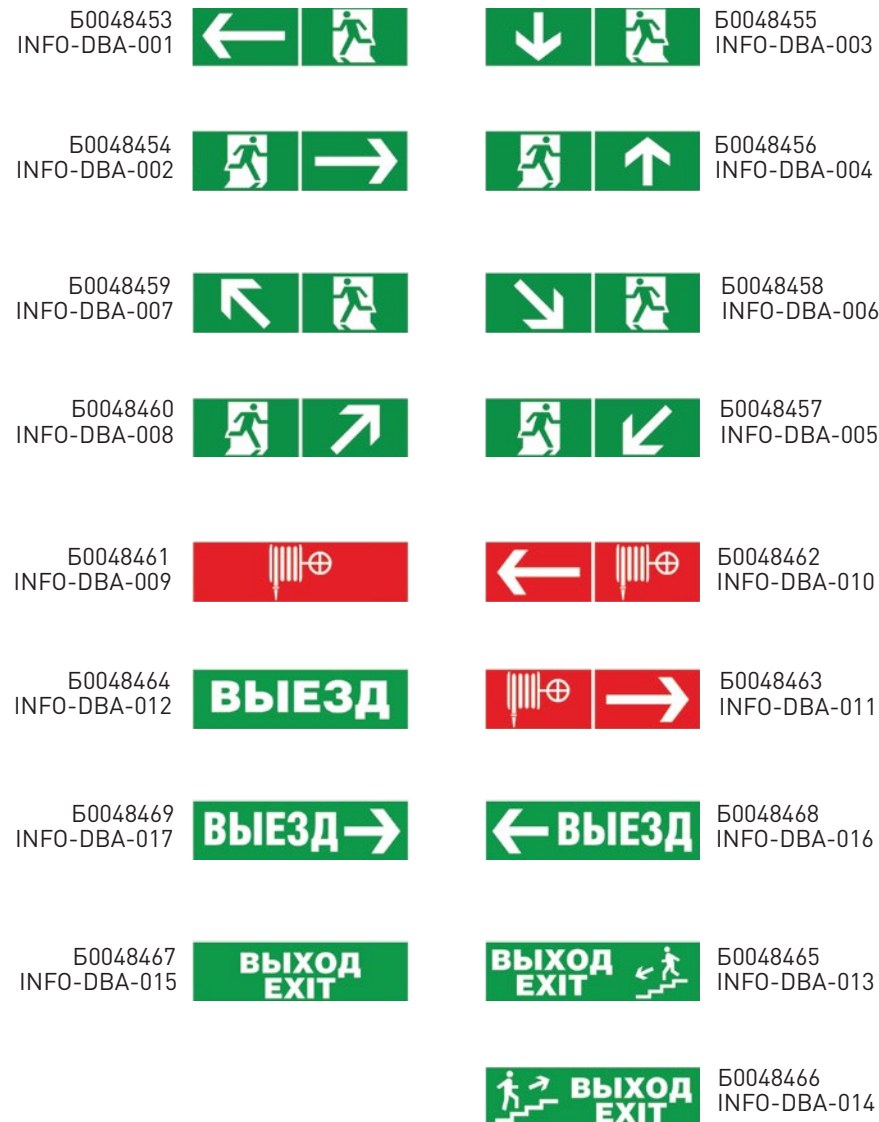 Б0048453
INFO-DBA-001
Б0048455
INFO-DBA-003
Б0048454
INFO-DBA-002
Б0048456
INFO-DBA-004
Б0048459
INFO-DBA-007
Б0048458
INFO-DBA-006
Б0048460
INFO-DBA-008
Б0048457
INFO-DBA-005
Б0048461
INFO-DBA-009
Б0048462
INFO-DBA-010
Б0048464
INFO-DBA-012
ВЫЕЗД
Б0048463
INFO-DBA-011
Б0048469
INFO-DBA-017
ВЫЕЗД
ВЫЕЗД
Б0048468
INFO-DBA-016
Б0048467
INFO-DBA-015
ВЫХОД
EXIT
ВЫХОД
EXIT
Б0048465
INFO-DBA-013
ВЫХОД
EXIT
Б0048466
INFO-DBA-014